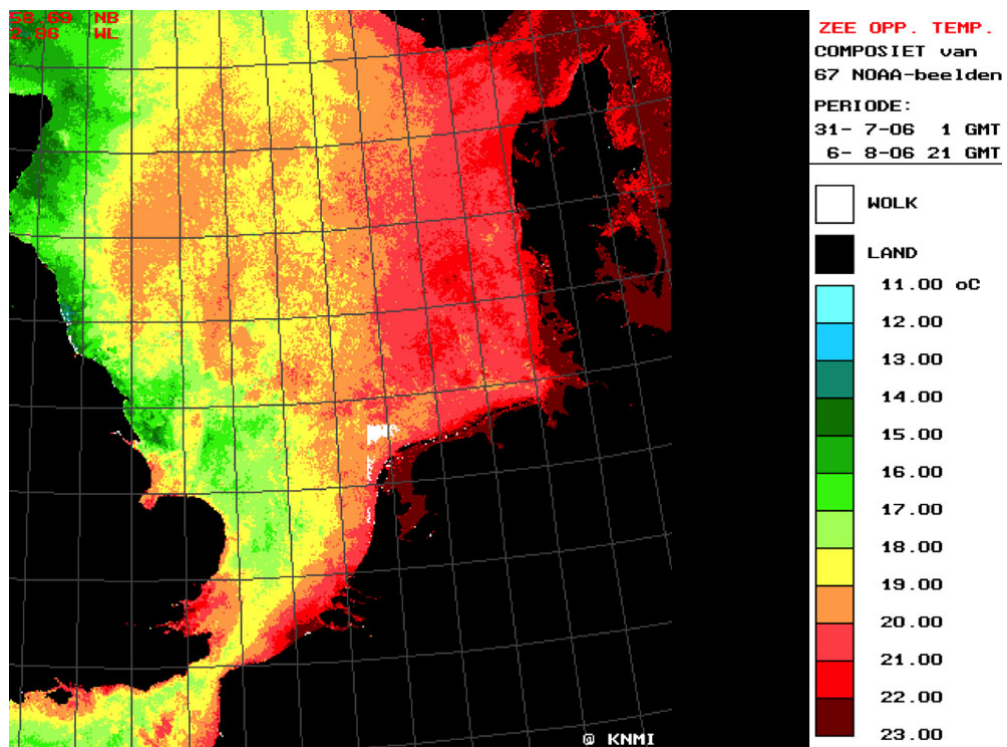 58.69 NB
2.06 WL
ZEE OPP. TEMP.
COMPOSIET van
67 NOAA-beelden
PERIODE:
31- 7-06 1 GMT
6- 8-06 21 GMT
WOLK
LAND
11.00 oC
12.00
13.00
14.00
15.00
16.00
17.00
18.00
19.00
20.00
21.00
22.00
23.00
@ KNMI